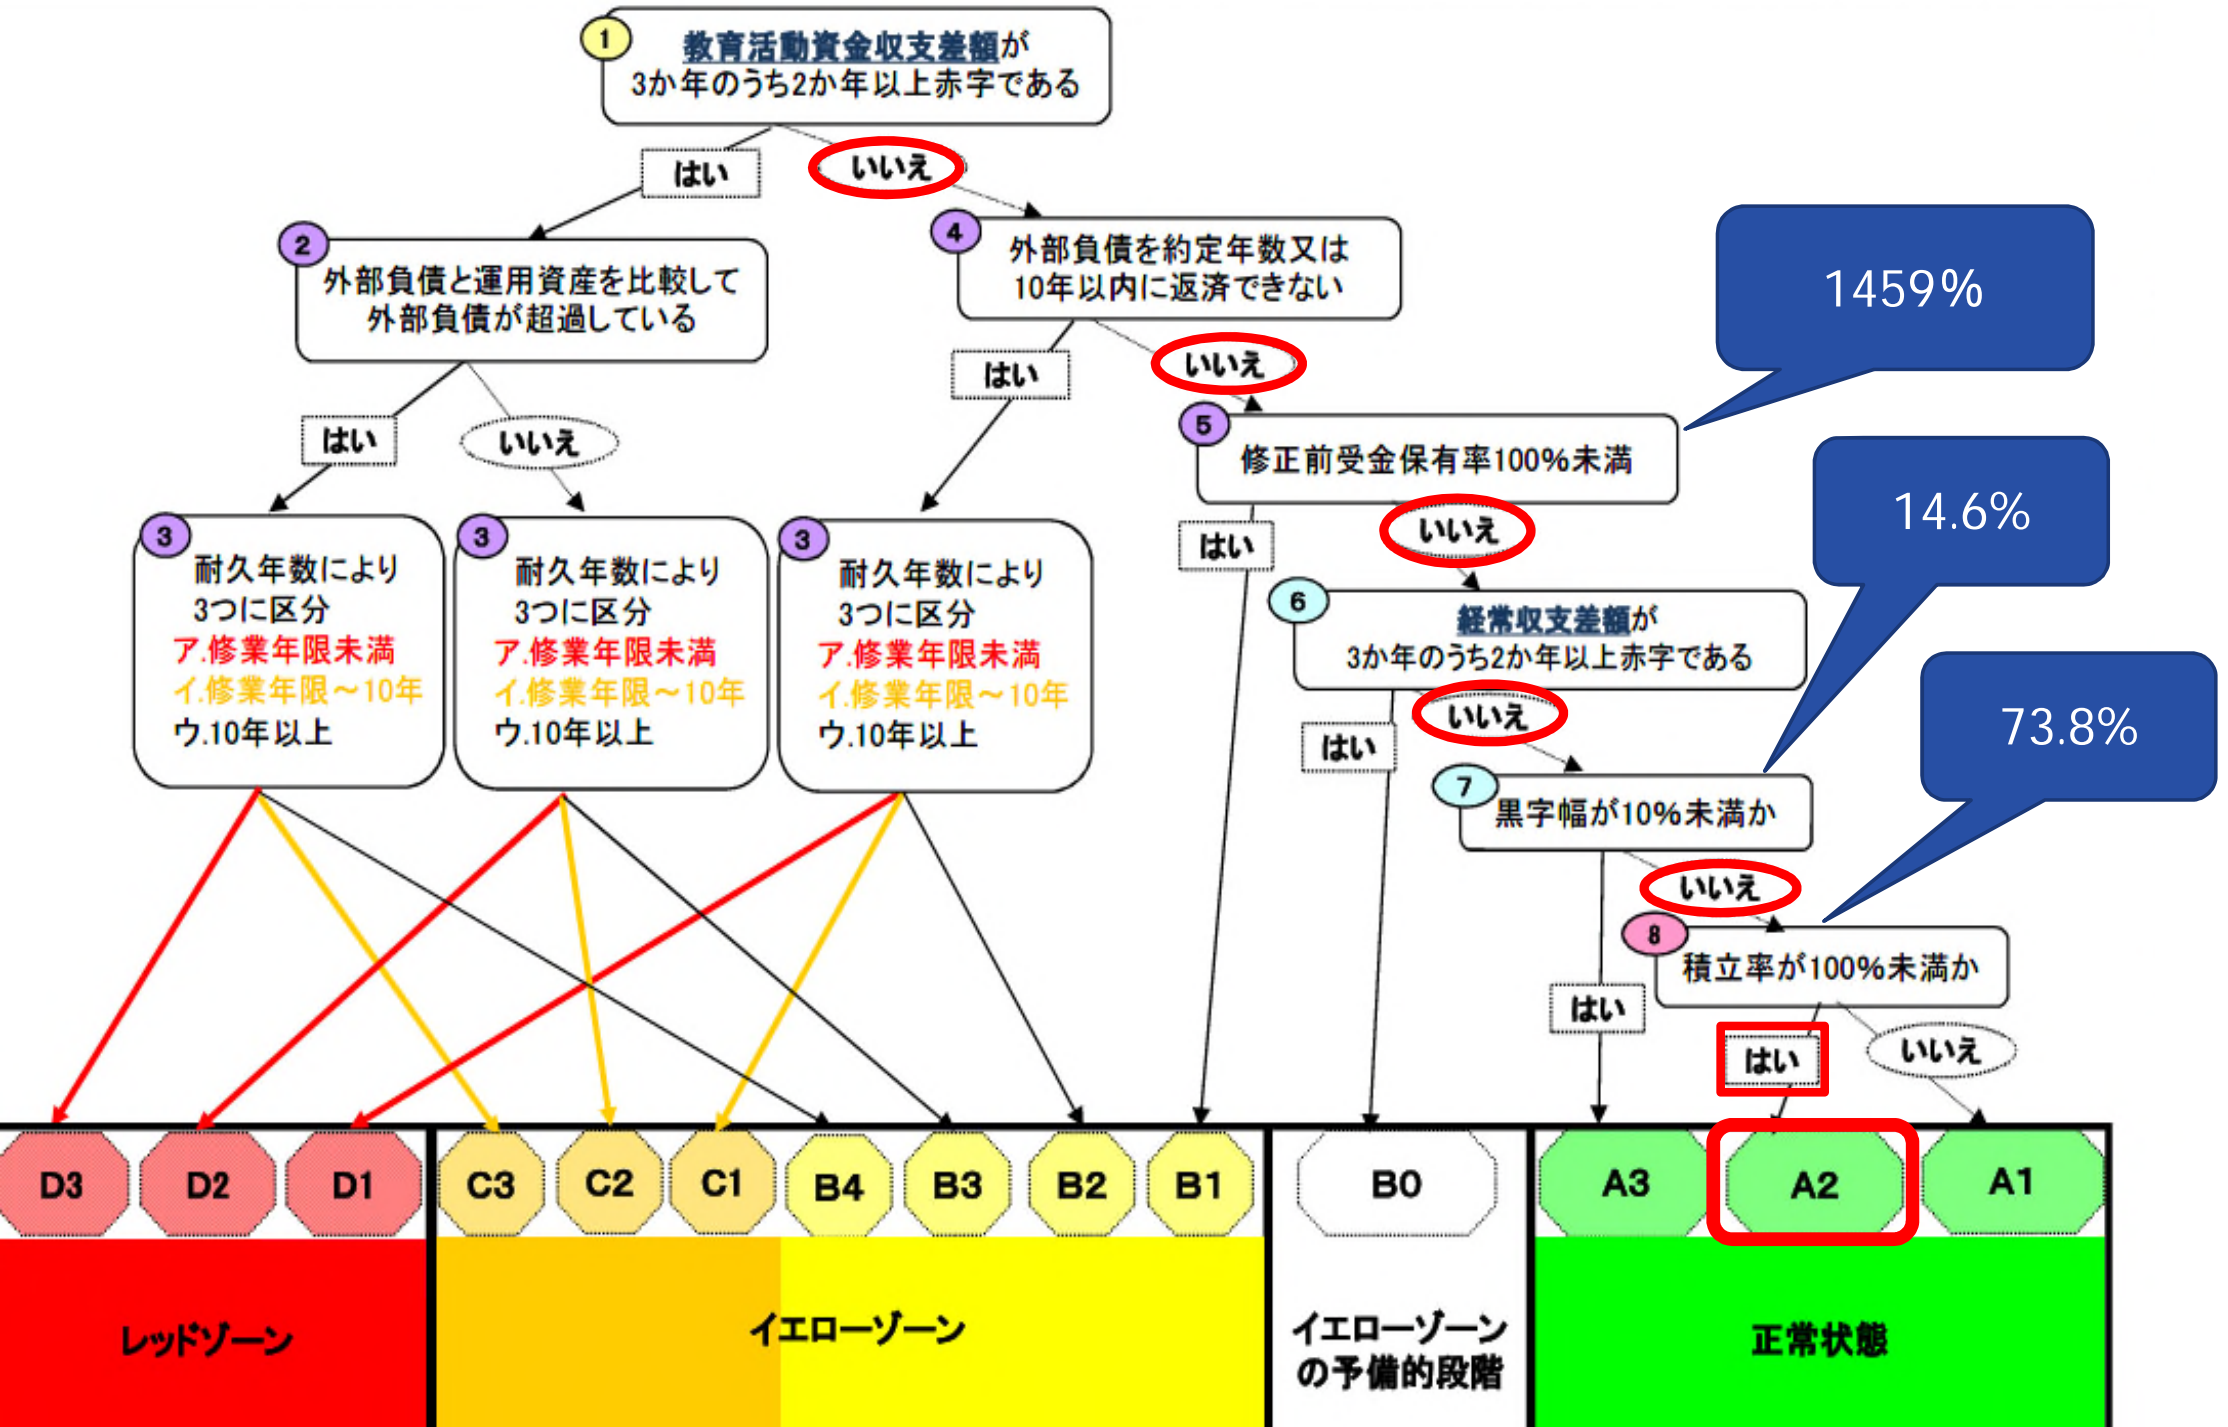 1
教育活動資金収支差額が
3か年のうち2か年以上赤字である
はい
いいえ
2
外部負債と運用資産を比較して
外部負債が超過している
4
外部負債を約定年数又は
10年以内に返済できない
1459%
はい
いいえ
はい
いいえ
5
修正前受金保有率100%未満
14.6%
はい
いいえ
3
耐久年数により
3つに区分
ア.修業年限未満
イ.修業年限～10年
ウ.10年以上
3
耐久年数により
3つに区分
ア.修業年限未満
イ.修業年限～10年
ウ.10年以上
3
耐久年数により
3つに区分
ア.修業年限未満
イ.修業年限～10年
ウ.10年以上
6
経常収支差額が
3か年のうち2か年以上赤字である
73.8%
はい
いいえ
7
黒字幅が10%未満か
はい
いいえ
8
積立率が100%未満か
はい
いいえ
D3
D2
D1
C3
C2
C1
B4
B3
B2
B1
B0
A3
A2
A1
レッドゾーン
イエローゾーン
イエローゾーン
の予備的段階
正常状態